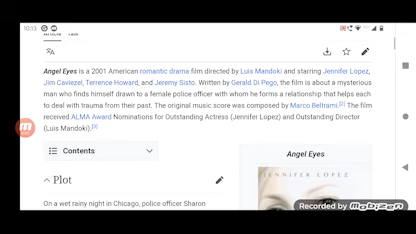 10:13
Angel Eyes is a 2001 American romantic drama film directed by Luis Mandoki and starring Jennifer Lopez,
Jim Caviezel, Terrence Howard, and Jeremy Sisto. Written by Gerald Di Pego, the film is about a mysterious
man who finds himself drawn to a female police officer with whom he forms a relationship that helps each
to deal with trauma from their past. The original music score was composed by Marco Beltrami.[2] The film
received ALMA Award Nominations for Outstanding Actress (Jennifer Lopez) and Outstanding Director
(Luis Mandoki).[3]
Contents
Angel Eyes
Plot
JENNIFER LOPEZ
On a wet rainy night in Chicago, police officer Sharon
Recorded by Mobizen